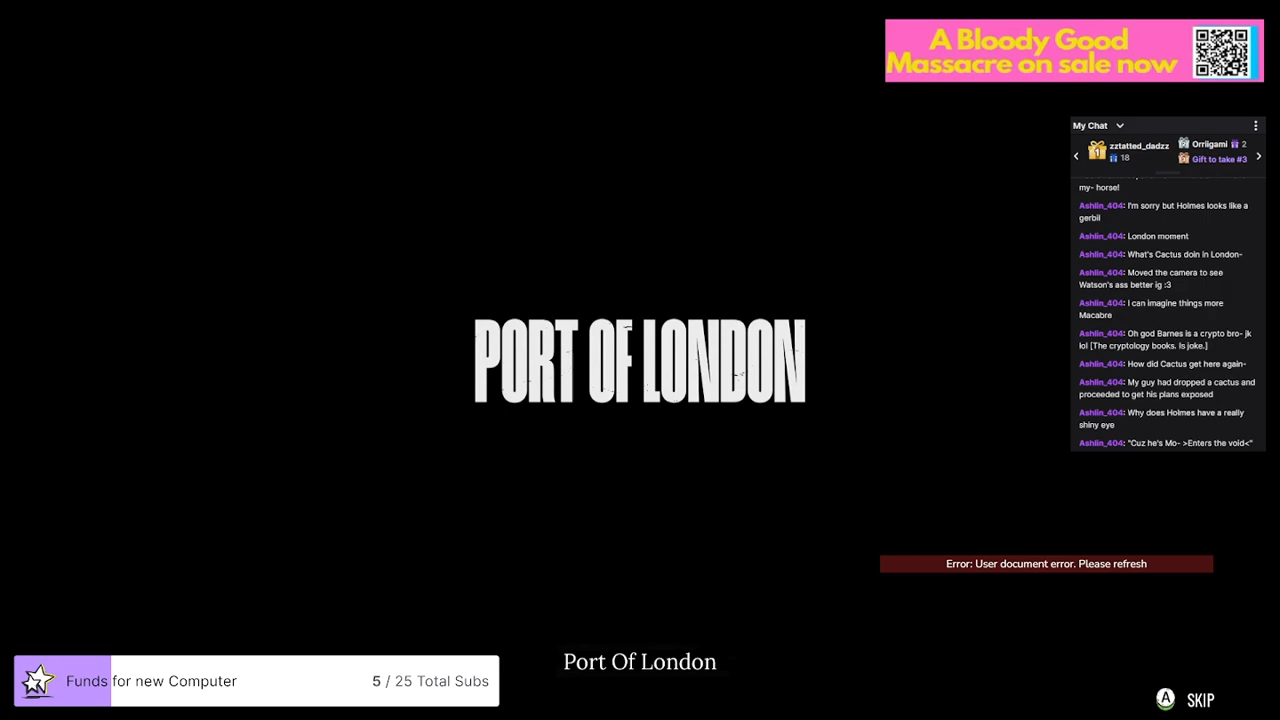 A Bloody Good
Massacre on sale now
My Chat
zztatted_dadzz
18
Orriigami 2
Gift to take #3
my- horse!
Ashlin_404: I'm sorry but Holmes looks like a
gerbil
Ashlin_404: London moment
Ashlin_404: What's Cactus doin in London-
Ashlin_404: Moved the camera to see
Watson's ass better ig :3
Ashlin_404: I can imagine things more
Macabre
Ashlin_404: Oh god Barnes is a crypto bro- jk
lol [The cryptology books. Is joke.]
Ashlin_404: How did Cactus get here again-
Ashlin_404: My guy had dropped a cactus and
proceeded to get his plans exposed
Ashlin_404: Why does Holmes have a really
shiny eye
Ashlin_404: "Cuz he's Mo- >Enters the void<"
PORT OF LONDON
Error: User document error. Please refresh
Port Of London
Funds for new Computer
5 / 25 Total Subs
A SKIP